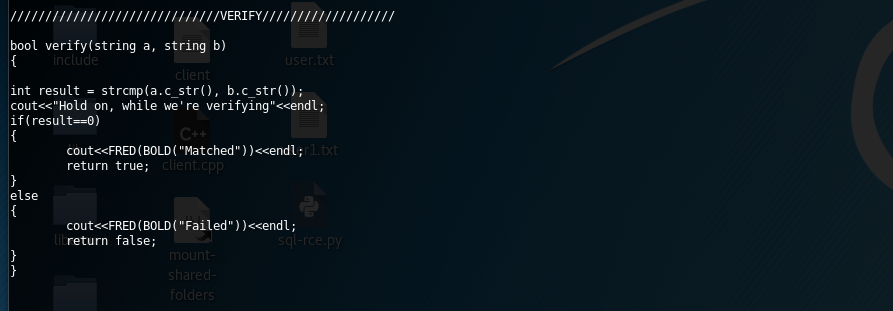 //////////////////////////////VERIFY///////////////////
bool verify(string a, string b)
{
int result = strcmp(a.c_str(), b.c_str());
cout<<"Hold on, while we're verifying"<<endl;
if(result==0)
{
cout<<FRED(BOLD("Matched"))<<endl;
return true;
}
else
{
cout<<FRED(BOLD("Failed"))<<endl;
return false;
}
}
include
client
user.txt
C++
client.cpp
r1.txt
mount-
shared-
folders
sql-rce.py